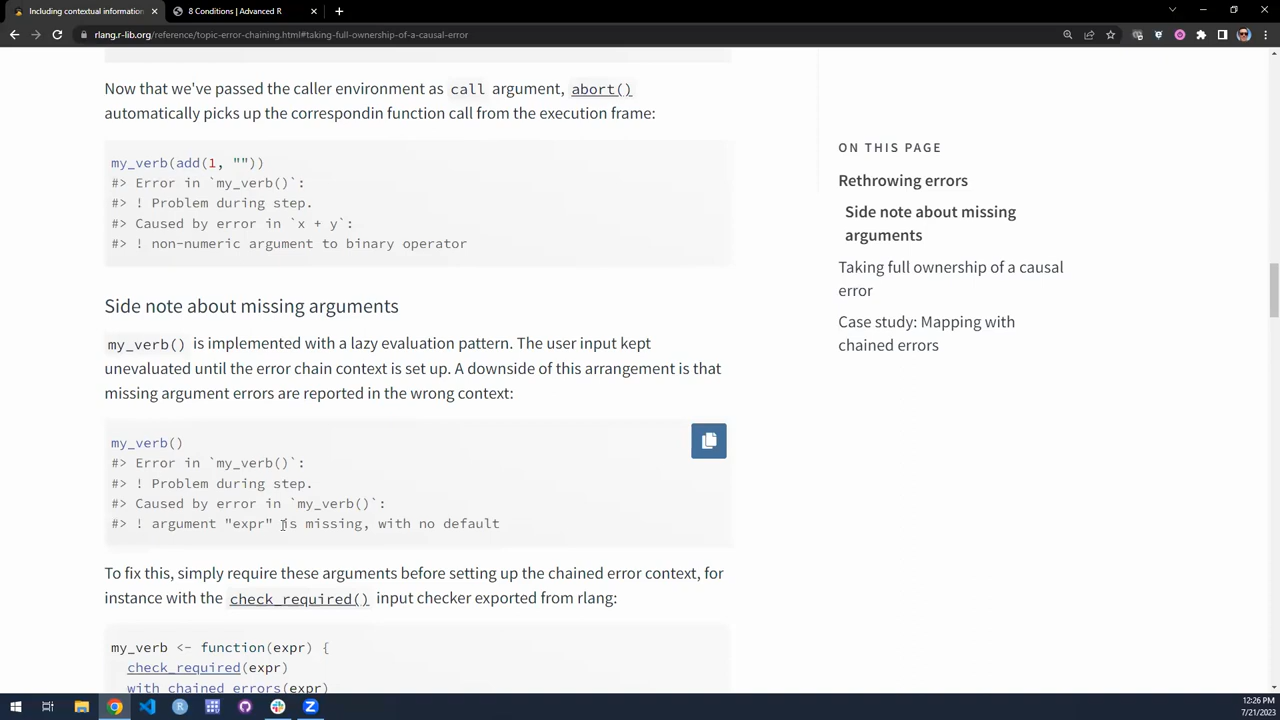 Including contextual information
8 Conditions | Advanced R
rlang.r-lib.org/reference/topic-error-chaining.html#taking-full-ownership-of-a-causal-error
Now that we've passed the caller environment as call argument, abort()
automatically picks up the correspondin function call from the execution frame:
my_verb(add(1, ""))
#> Error in `my_verb()`:
#> ! Problem during step.
#> Caused by error in `x + y`:
#> ! non-numeric argument to binary operator
Side note about missing arguments
my_verb() is implemented with a lazy evaluation pattern. The user input kept
unevaluated until the error chain context is set up. A downside of this arrangement is that
missing argument errors are reported in the wrong context:
my_verb()
#> Error in `my_verb()`:
#> ! Problem during step.
#> Caused by error in `my_verb()`:
#> ! argument "expr" is missing, with no default
To fix this, simply require these arguments before setting up the chained error context, for
instance with the check_required() input checker exported from rlang:
my_verb <- function(expr) {
check_required(expr)
with_chained_errors(expr)
ON THIS PAGE
Rethrowing errors
Side note about missing
arguments
Taking full ownership of a causal
error
Case study: Mapping with
chained errors
12:26 PM
7/21/2023